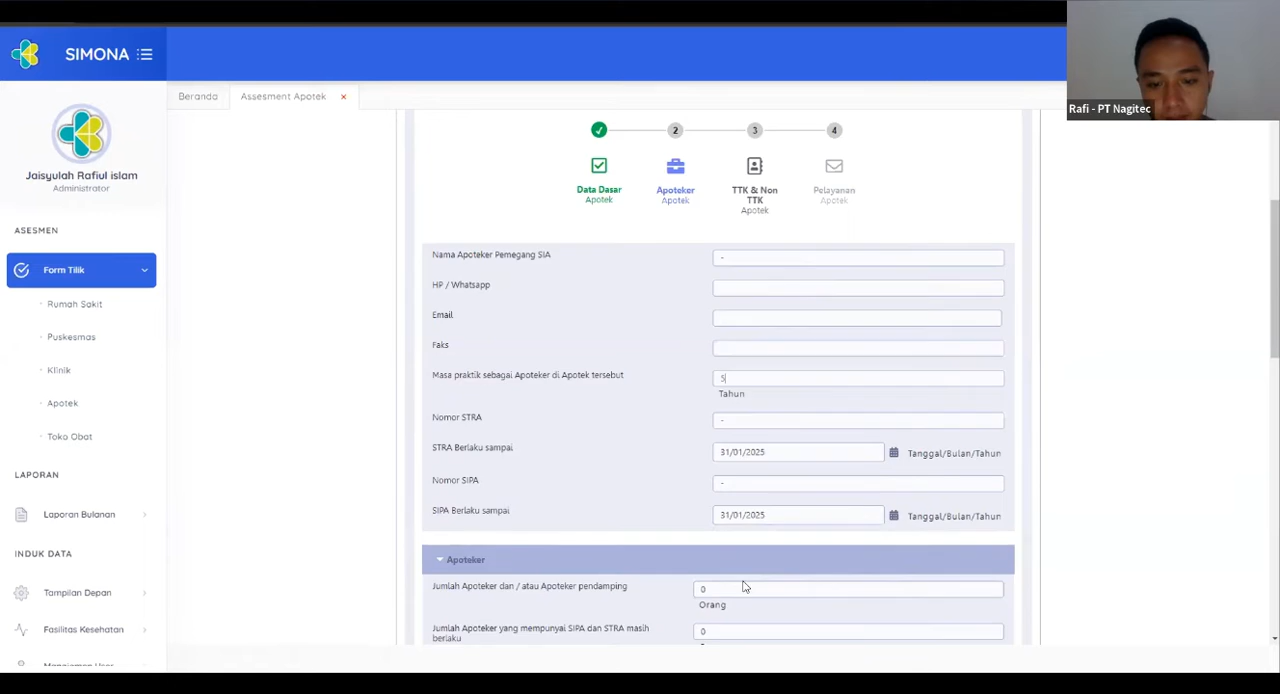 SIMONA
Rafi - PT Nagitec
Beranda
Assesment Apotek
Jaisyulah Rafiul islam
Administrator
ASESMEN
Form Tilik
Rumah Sakit
Puskesmas
Klinik
Apotek
Toko Obat
LAPORAN
Laporan Bulanan
INDUK DATA
Tampilan Depan
Fasilitas Kesehatan
Manajemen User
2
3
4
Data Dasar
Apotek
Apoteker
Apotek
TTK & Non
TTK
Apotek
Pelayanan
Apotek
Nama Apoteker Pemegang SIA
-
HP / Whatsapp
Email
Faks
Masa praktik sebagai Apoteker di Apotek tersebut
5
Tahun
Nomor STRA
-
STRA Berlaku sampai
31/01/2025
Tanggal/Bulan/Tahun
Nomor SIPA
-
SIPA Berlaku sampai
31/01/2025
Tanggal/Bulan/Tahun
Apoteker
Jumlah Apoteker dan / atau Apoteker pendamping
0
Orang
Jumlah Apoteker yang mempunyai SIPA dan STRA masih
berlaku
0